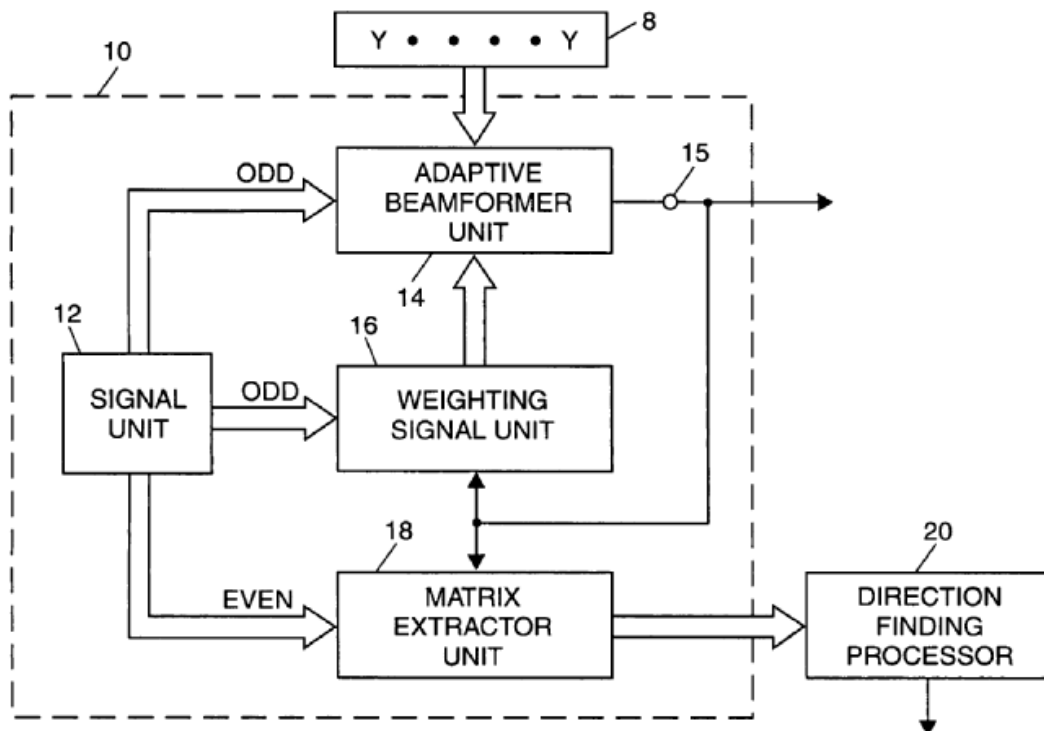 8
Y • • • • Y
10
ODD
ADAPTIVE
BEAMFORMER
UNIT
15
14
12
16
SIGNAL
UNIT
ODD
WEIGHTING
SIGNAL UNIT
18
20
EVEN
MATRIX
EXTRACTOR
UNIT
DIRECTION
FINDING
PROCESSOR